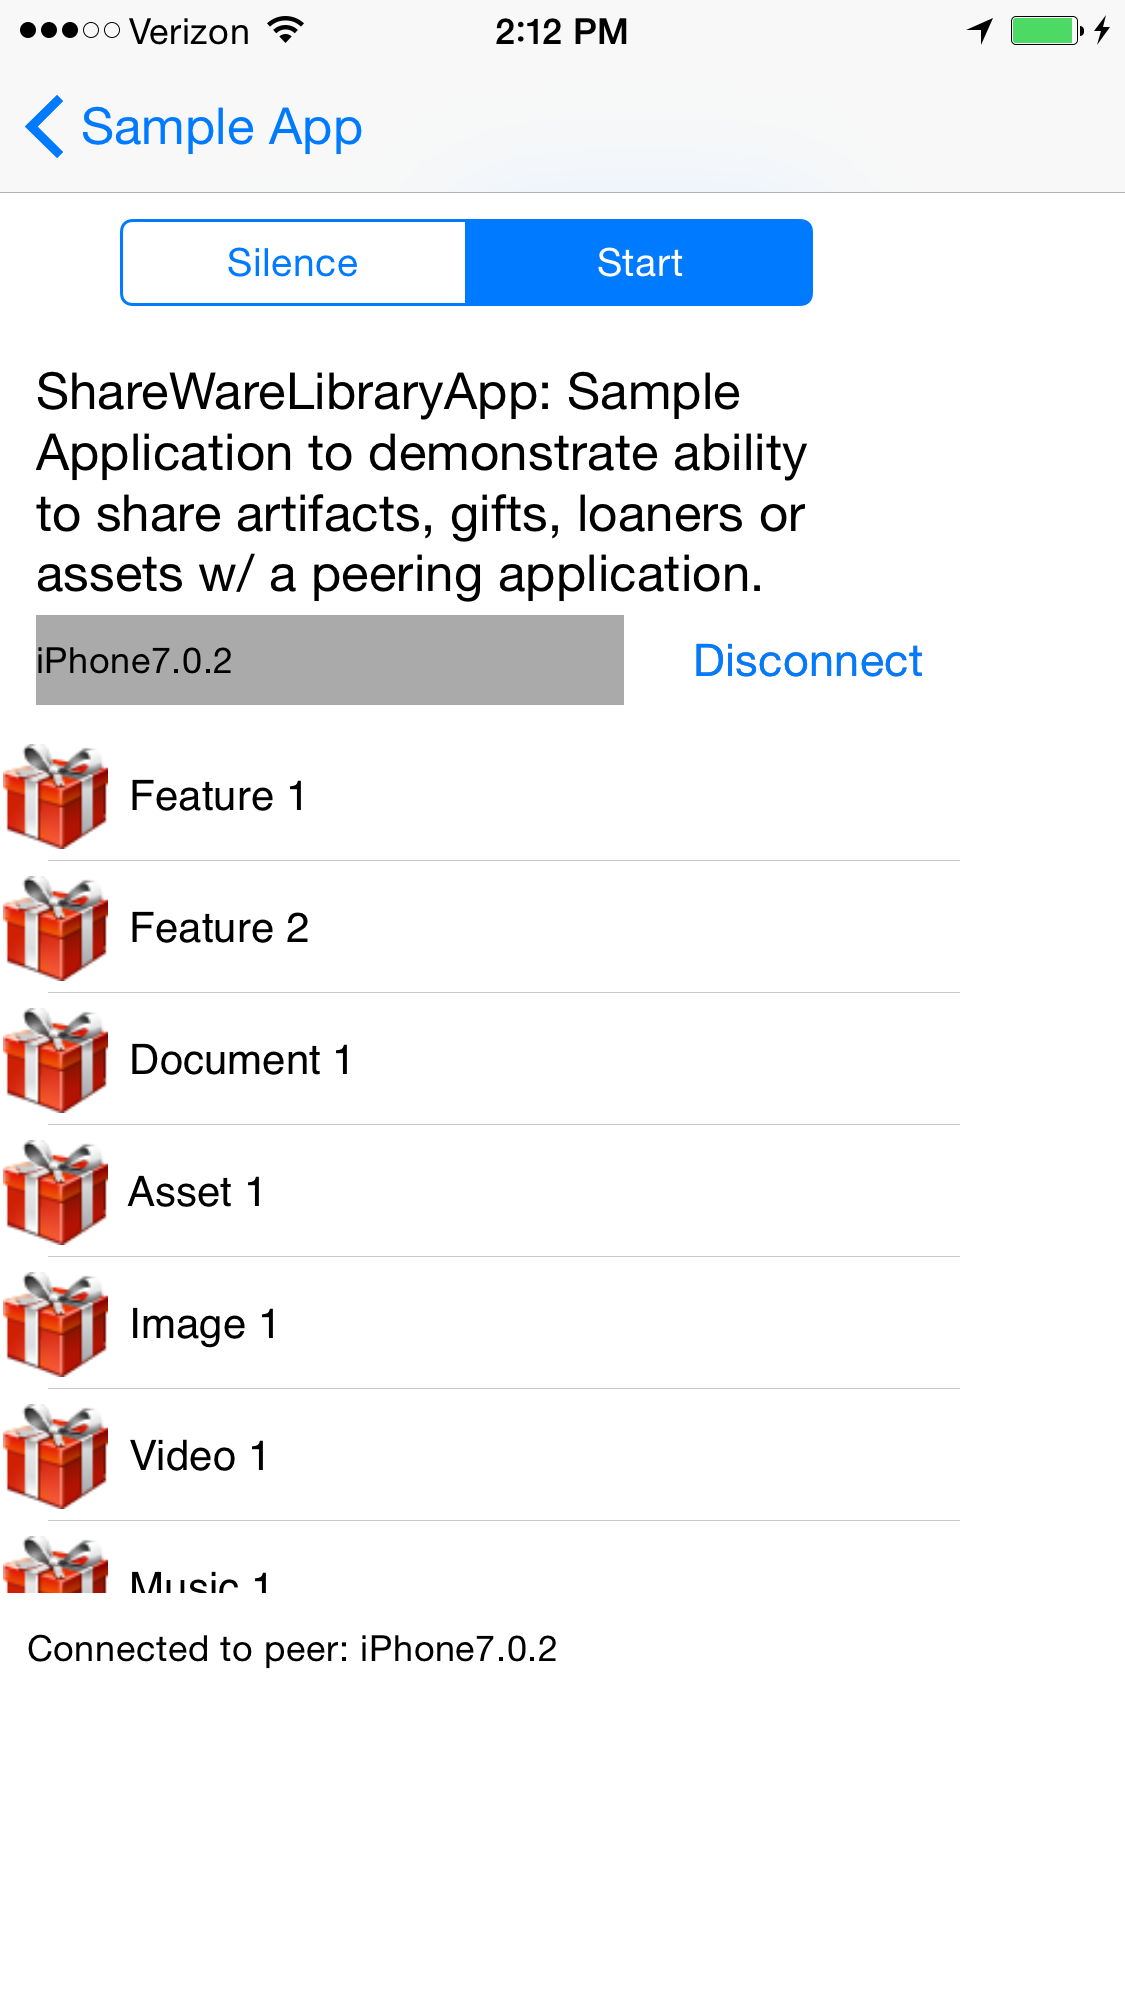 Verizon
2:12 PM
Sample App
Silence
Start
ShareWareLibraryApp: Sample
Application to demonstrate ability
to share artifacts, gifts, loaners or
assets w/ a peering application.
iPhone7.0.2
Disconnect
Feature 1
Feature 2
Document 1
Asset 1
Image 1
Video 1
Music 1
Connected to peer: iPhone7.0.2